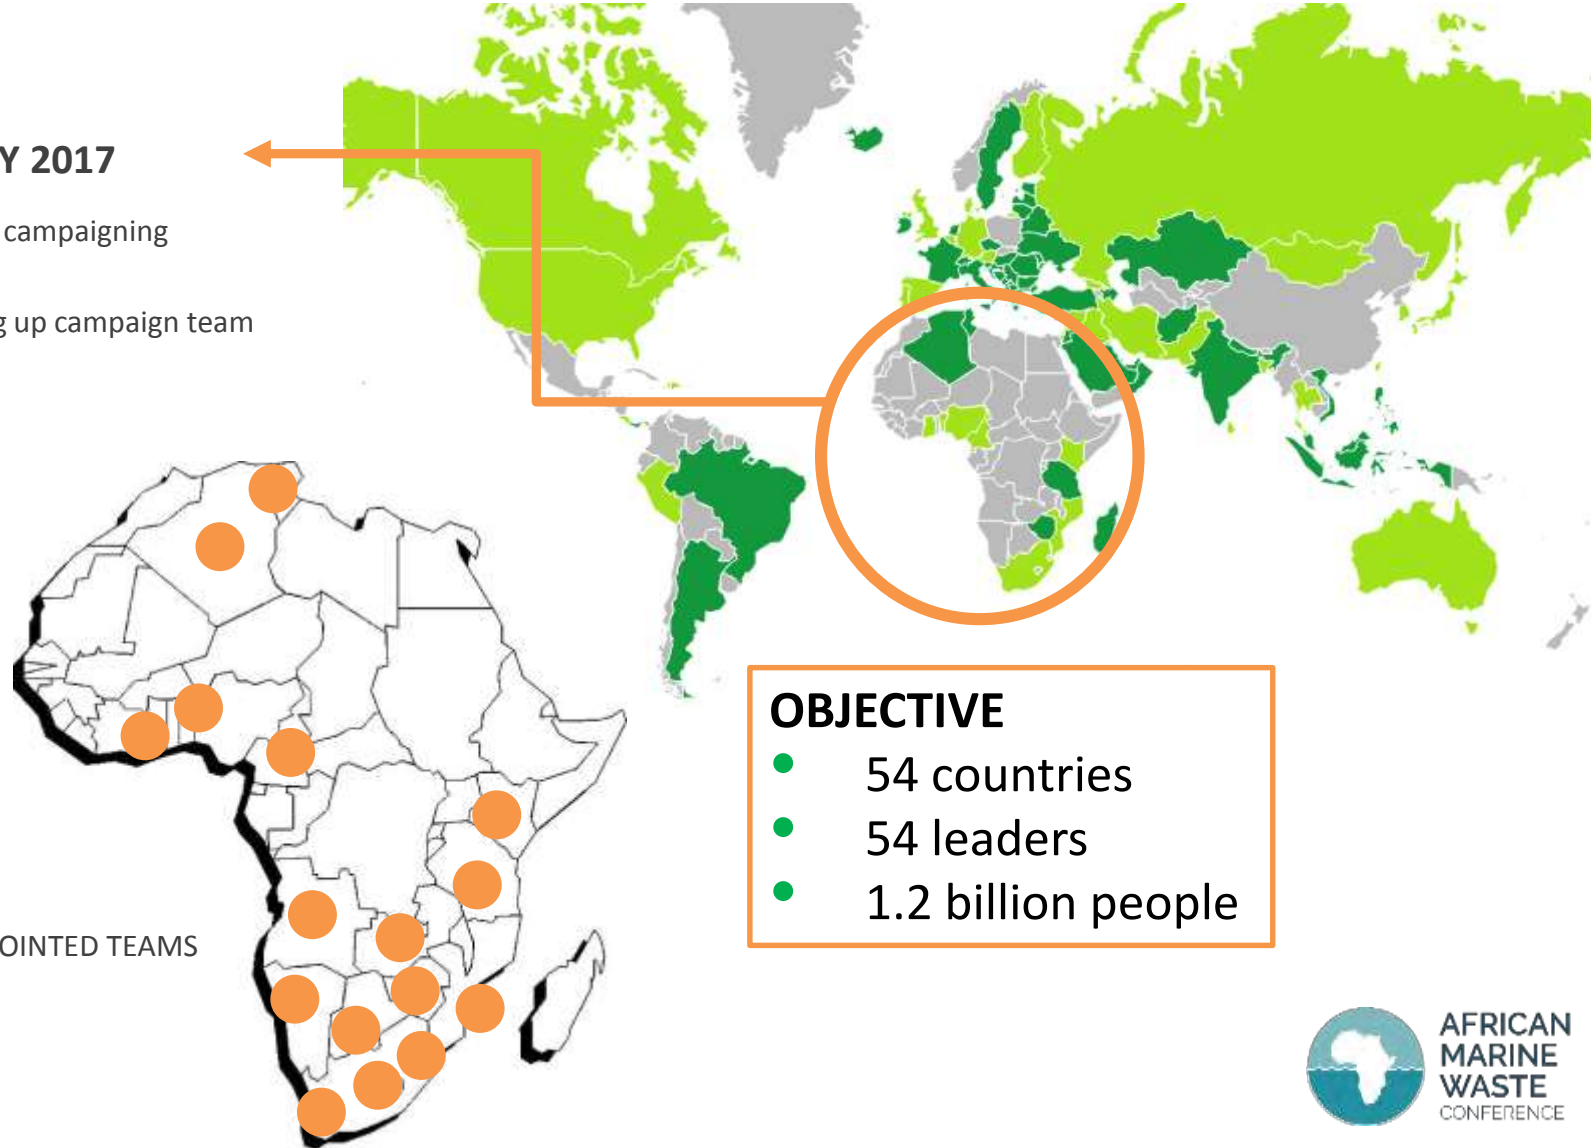 Y 2017
campaigning
g up campaign team
OINTED TEAMS
OBJECTIVE
• 54 countries
• 54 leaders
• 1.2 billion people
AFRICAN
MARINE
WASTE
CONFERENCE